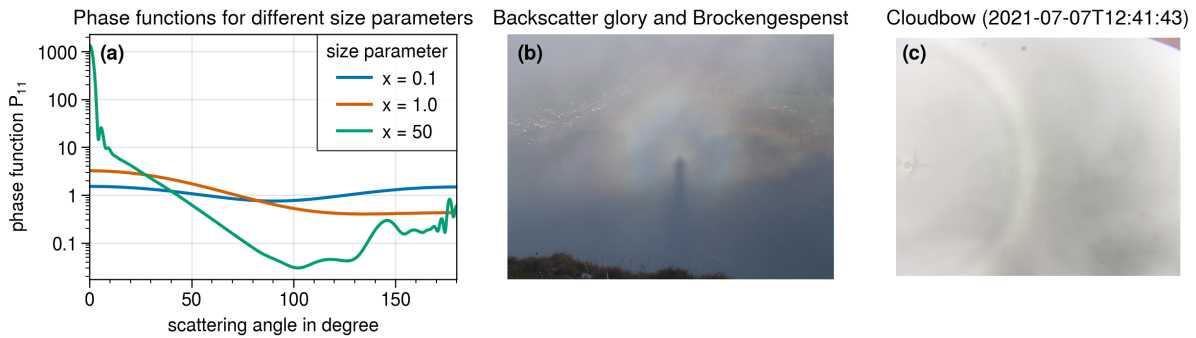 Phase functions for different size parameters
(a)
size parameter
x = 0.1
x = 1.0
x = 50
1000
100
10
1
0.1
phase function P₁₁
0
50
100
150
scattering angle in degree
Backscatter glory and Brockengespenst
(b)
Cloudbow (2021-07-07T12:41:43)
(c)